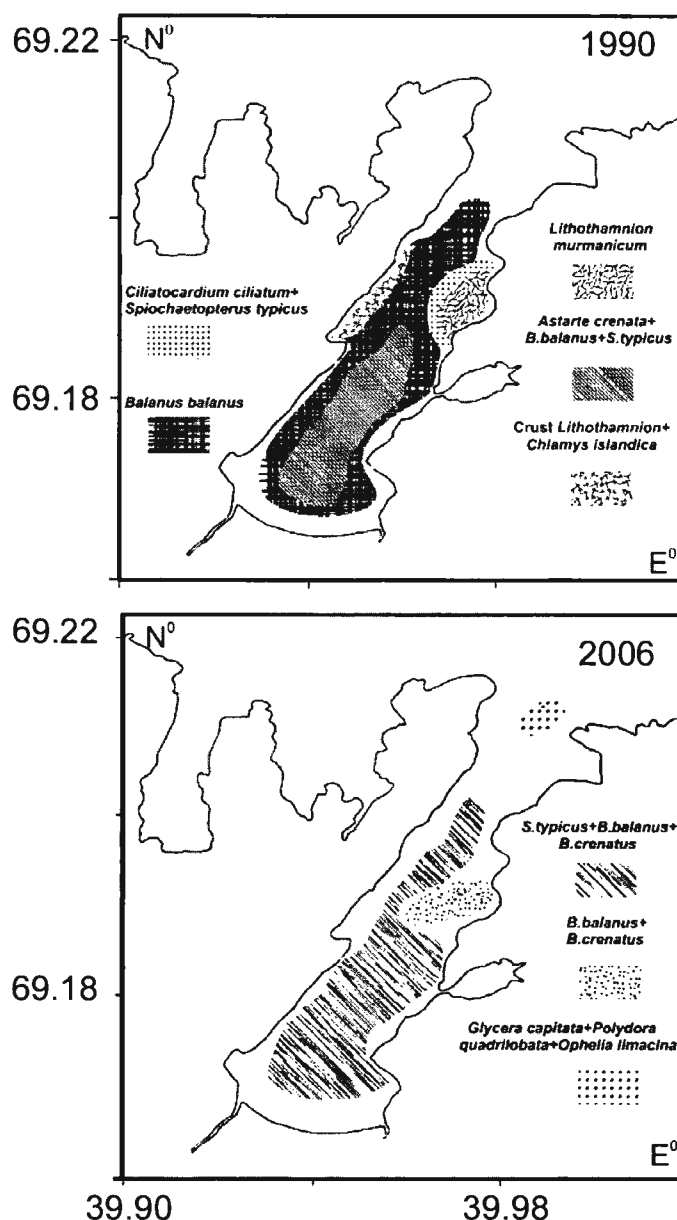 69.22
N⁰
1990
Lithothamnion
murmanicum
Ciliatocardium ciliatum+
Spiochaetopterus typicus
Astarte crenata+
B.balanus+S.typicus
69.18
Balanus balanus
Crust Lithothamnion+
Chlamys islandica
E⁰
69.22
N⁰
2006
S.typicus+B.balanus+
B.crenatus
B.balanus+
B.crenatus
69.18
Glycera capitata+Polydora
quadrilobata+Ophelia limacina
E⁰
39.90
39.98